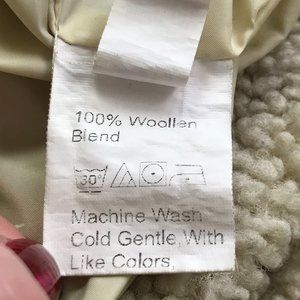 100% Woollen
Blend
30°
Machine Wash
Cold Gentle With
Like Colors,